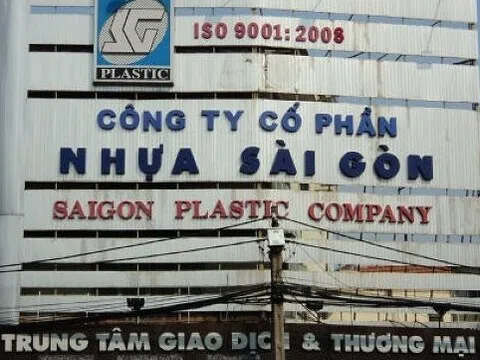 SG
PLASTIC
ISO 9001: 2008
CÔNG TY CỔ PHẦN
NHỰA SÀI GÒN
SAIGON PLASTIC COMPANY
TRUNG TÂM GIAO DỊCH & THƯƠNG MẠI